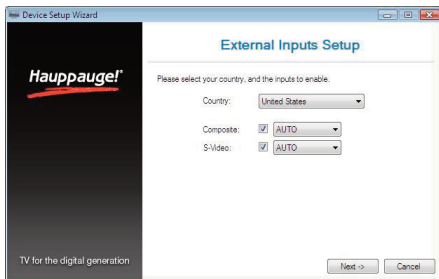 Device Setup Wizard
External Inputs Setup
Hauppauge!®
Please select your country, and the inputs to enable.
Country: United States
Composite: AUTO
S-Video: AUTO
TV for the digital generation
Next -> Cancel